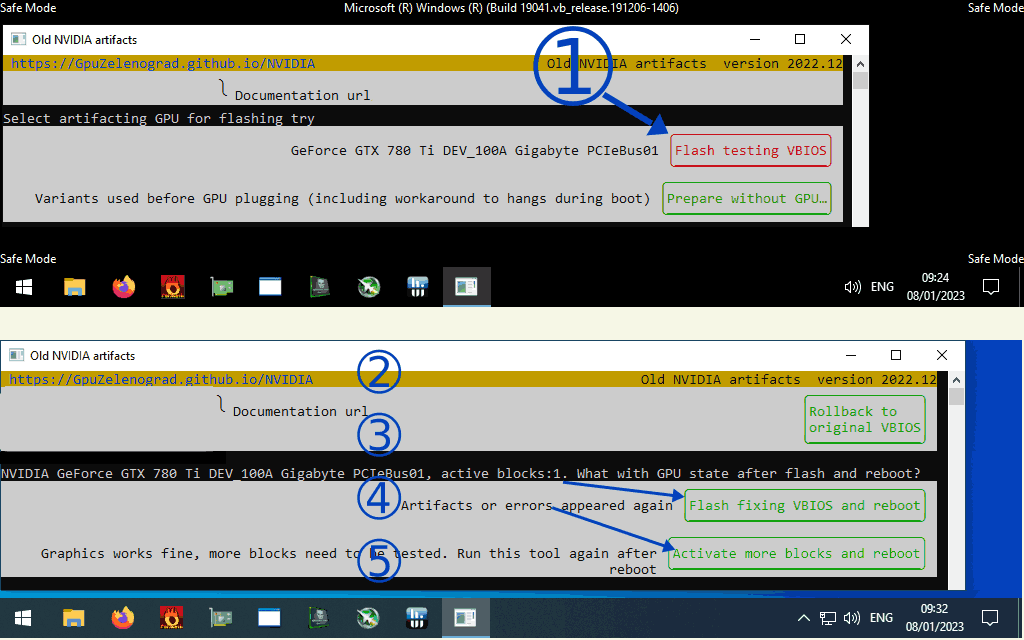 Safe Mode Microsoft (R) Windows (R) (Build 19041.vb_release.191206-1406) Safe Mode
Old NVIDIA artifacts
https://GpuZelenograd.github.io/NVIDIA Old NVIDIA artifacts version 2022.12
1
Documentation url
Select artifacting GPU for flashing try
GeForce GTX 780 Ti DEV_100A Gigabyte PCIeBus01 Flash testing VBIOS
Variants used before GPU plugging (including workaround to hangs during boot) Prepare without GPU…
Safe Mode Safe Mode
ENG 09:24
08/01/2023
Old NVIDIA artifacts
2
https://GpuZelenograd.github.io/NVIDIA Old NVIDIA artifacts version 2022.12
Documentation url
Rollback to
original VBIOS
3
NVIDIA GeForce GTX 780 Ti DEV_100A Gigabyte PCIeBus01, active blocks:1. What with GPU state after flash and reboot?
4
Artifacts or errors appeared again Flash fixing VBIOS and reboot
Graphics works fine, more blocks need to be tested. Run this tool again after
reboot
Activate more blocks and reboot
5
ENG 09:32
08/01/2023